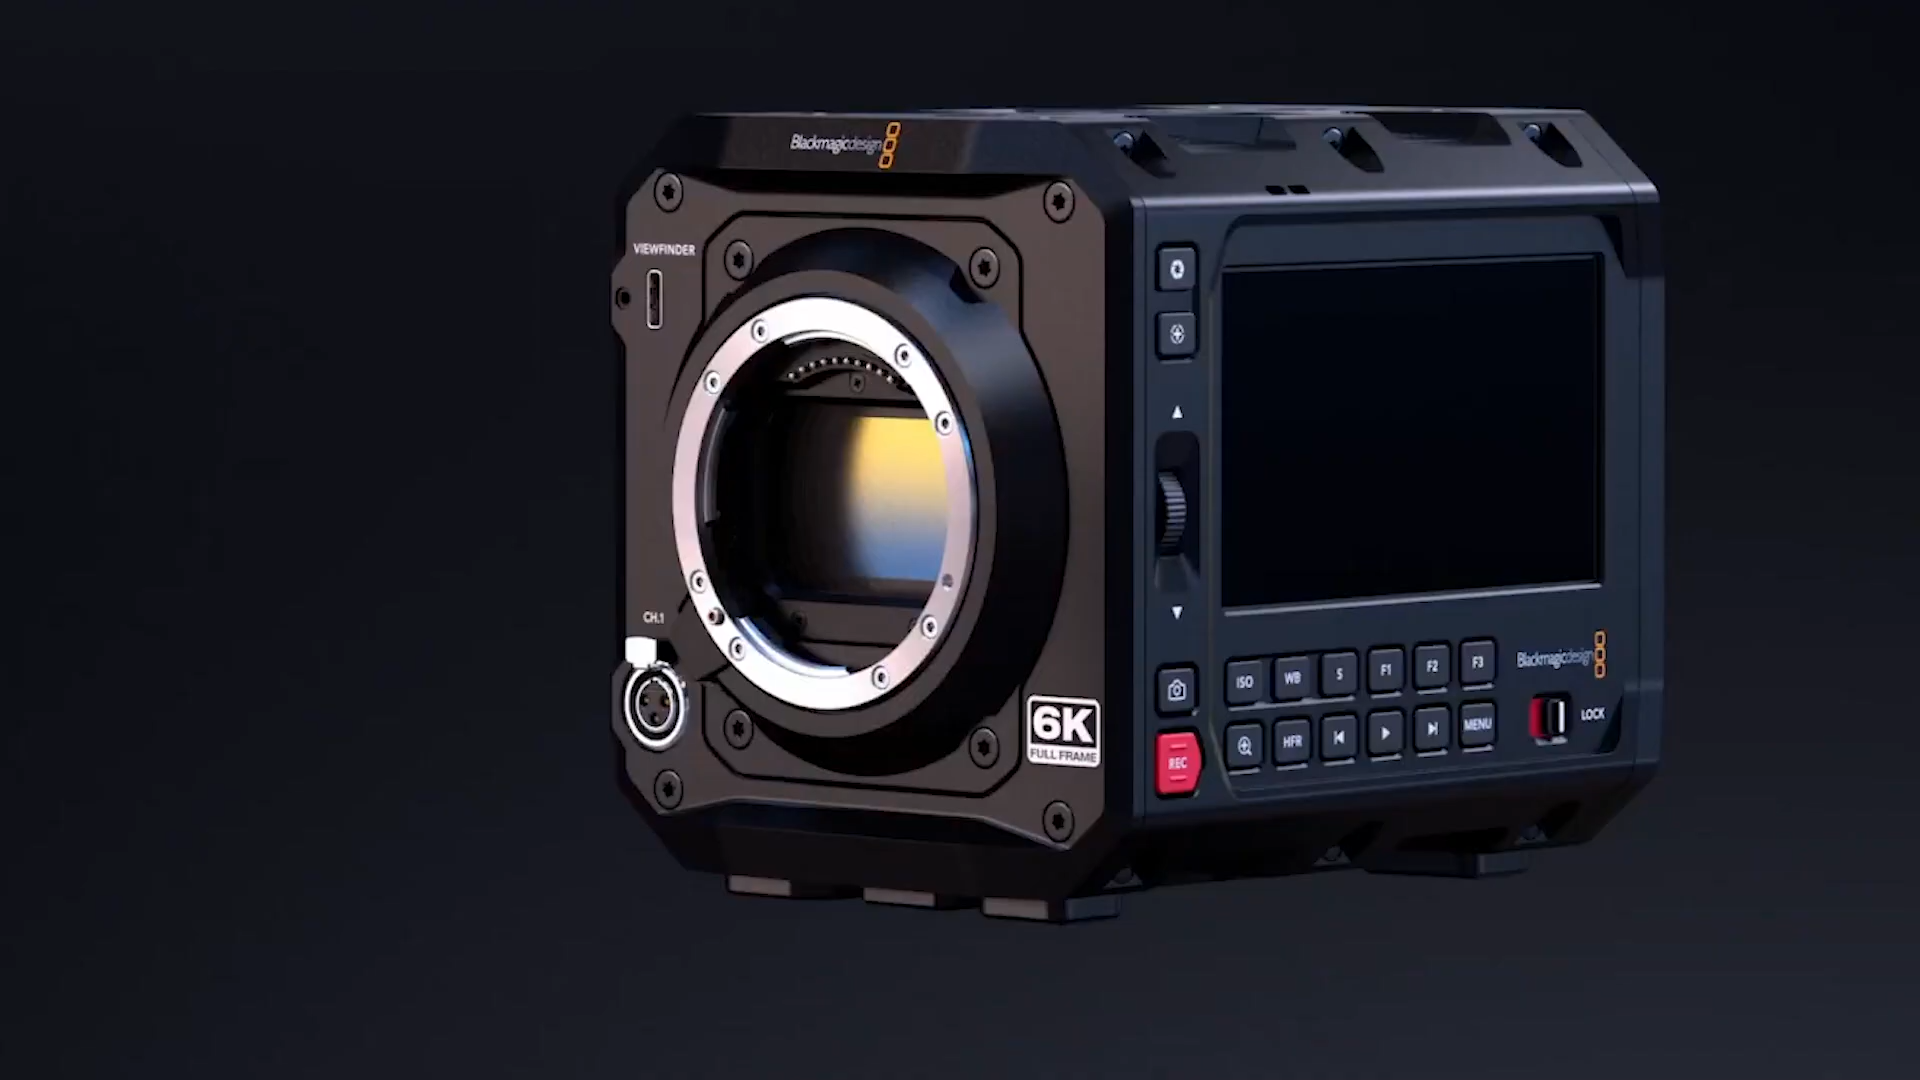 Blackmagicdesign
VIEWFINDER
CH.1
6K
FULL FRAME
REC
ISO
WB
S
F1
F2
F3
HFR
MENU
Blackmagicdesign
LOCK